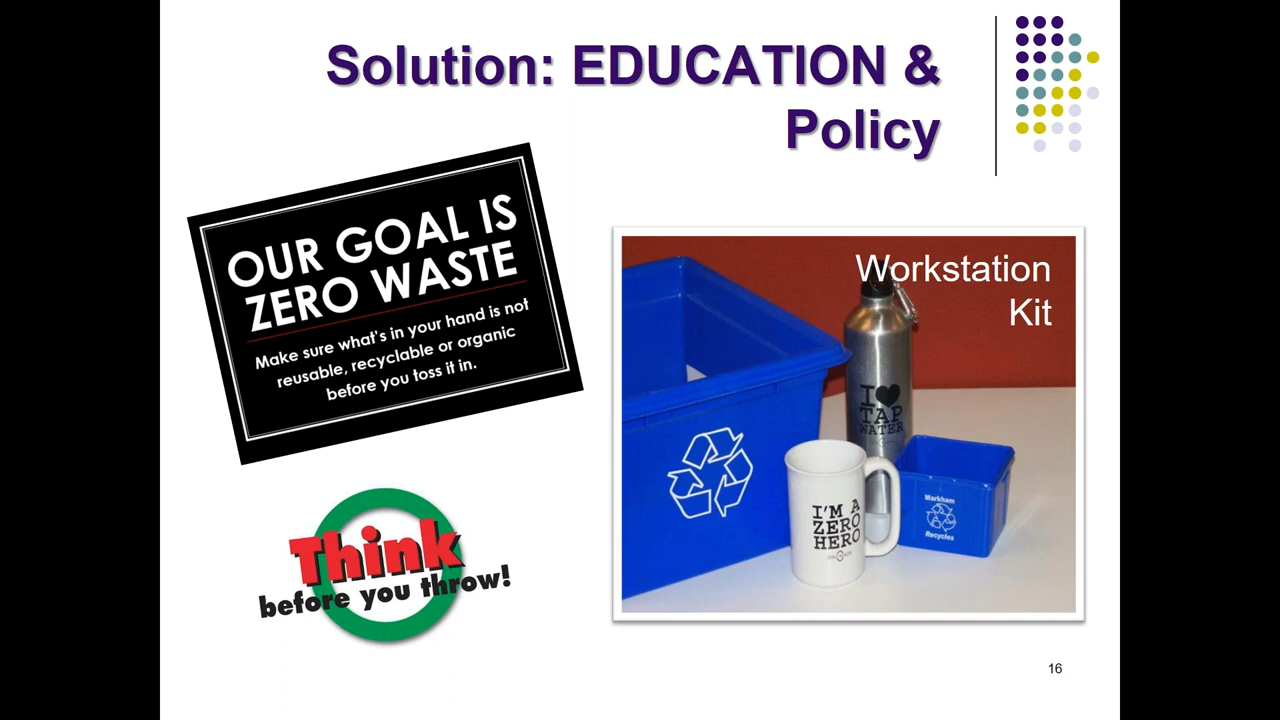 Solution: EDUCATION &
Policy
OUR GOAL IS
ZERO WASTE
Make sure what's in your hand is not
reusable, recyclable or organic
before you toss it in.
Workstation
Kit
I ♥
TAP
WATER
I'M A
ZERO
HERO
Markham
Recycles
Think
before you throw!
16